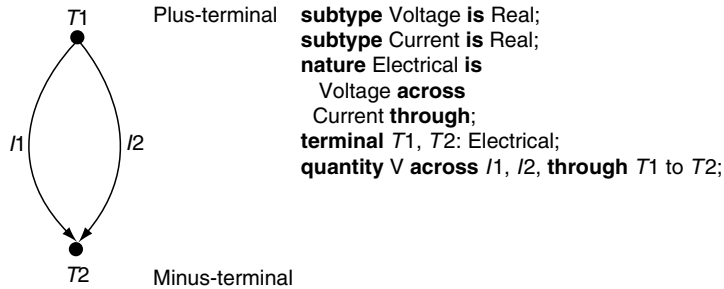 T1 Plus-terminal
subtype Voltage is Real;
subtype Current is Real;
nature Electrical is
Voltage across
Current through;
terminal T1, T2: Electrical;
quantity V across I1, I2, through T1 to T2;
I1 I2
T2 Minus-terminal